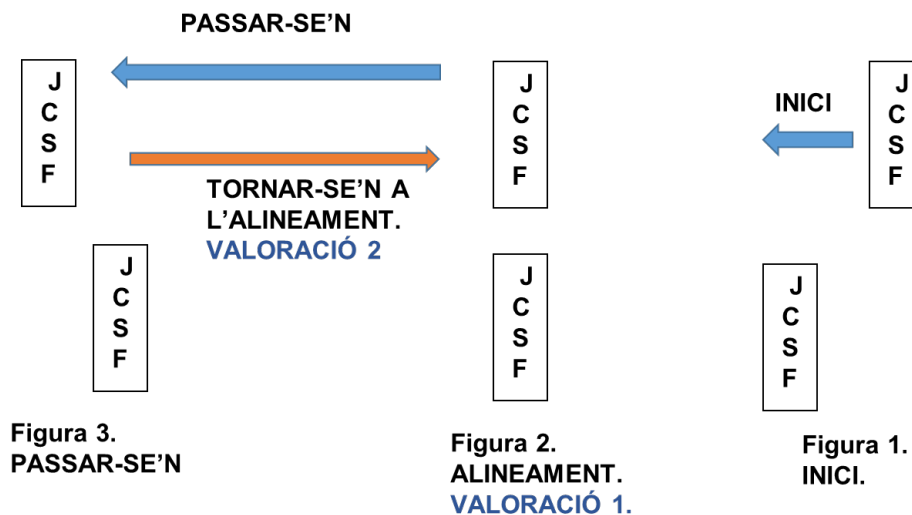 PASSAR-SE’N
J
C
S
F
J
C
S
F
INICI
J
C
S
F
TORNAR-SE’N A
L’ALINEAMENT.
VALORACIÓ 2
J
C
S
F
J
C
S
F
J
C
S
F
Figura 3.
PASSAR-SE’N
Figura 2.
ALINEAMENT.
VALORACIÓ 1.
Figura 1.
INICI.